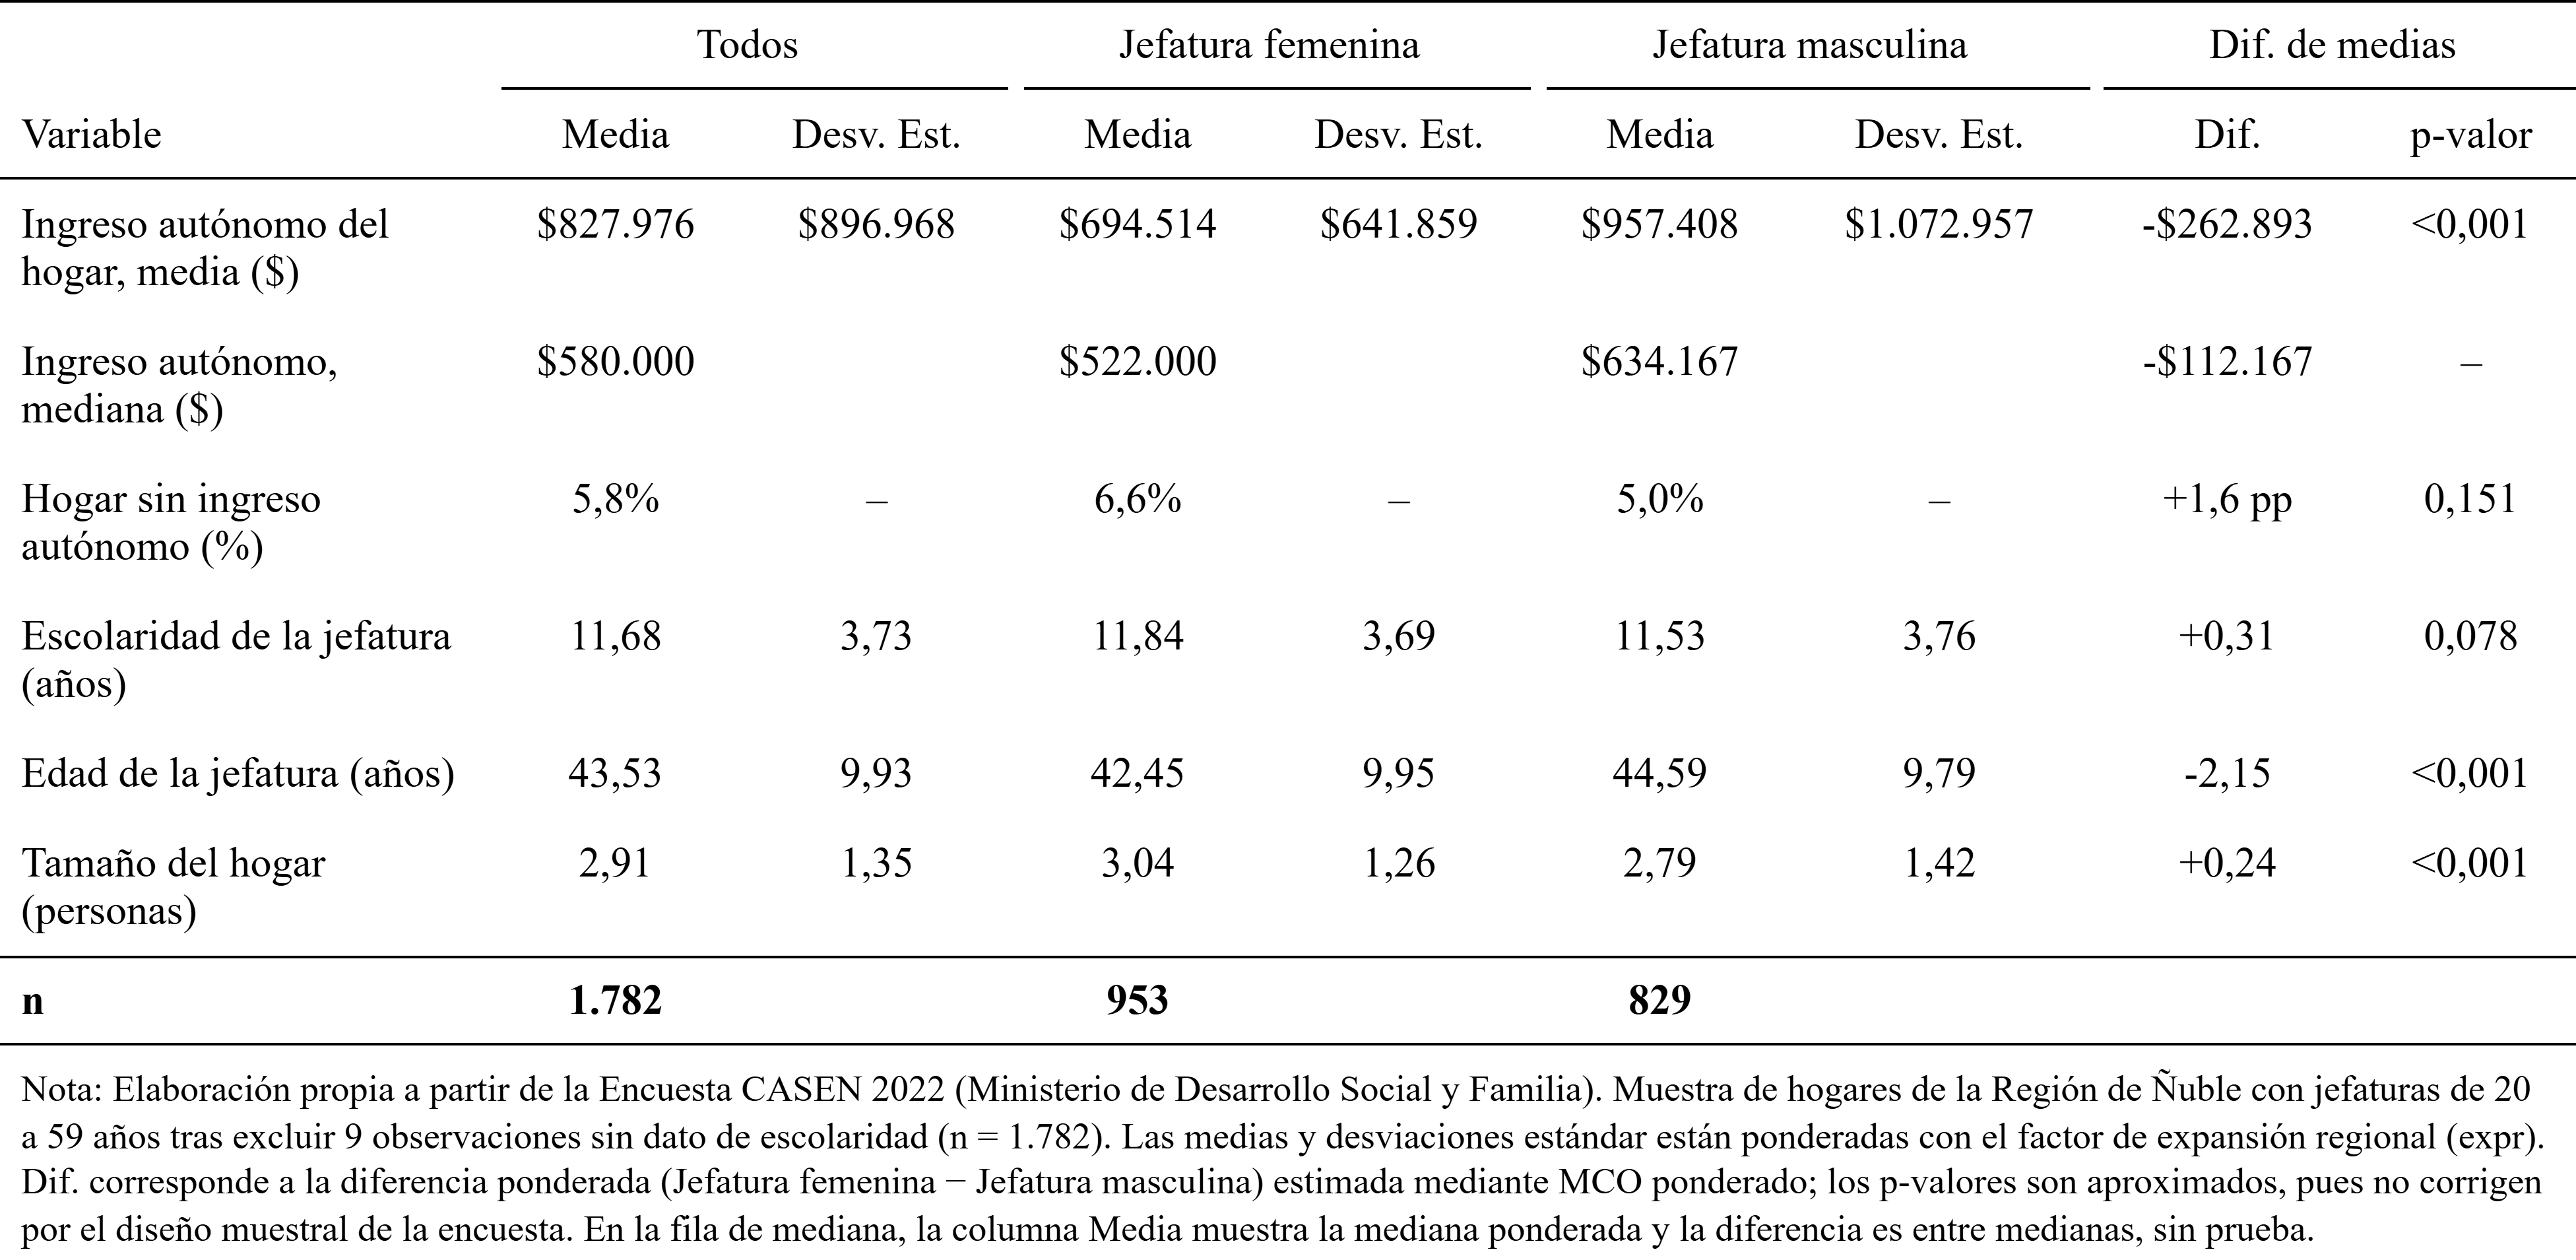 Todos Jefatura femenina Jefatura masculina Dif. de medias
Variable Media Desv. Est. Media Desv. Est. Media Desv. Est. Dif. p-valor
Ingreso autónomo del $827.976 $896.968 $694.514 $641.859 $957.408 $1.072.957 -$262.893 <0,001
hogar, media ($)
Ingreso autónomo, $580.000 $522.000 $634.167 -$112.167 –
mediana ($)
Hogar sin ingreso 5,8% – 6,6% – 5,0% – +1,6 pp 0,151
autónomo (%)
Escolaridad de la jefatura 11,68 3,73 11,84 3,69 11,53 3,76 +0,31 0,078
(años)
Edad de la jefatura (años) 43,53 9,93 42,45 9,95 44,59 9,79 -2,15 <0,001
Tamaño del hogar 2,91 1,35 3,04 1,26 2,79 1,42 +0,24 <0,001
(personas)
n 1.782 953 829
Nota: Elaboración propia a partir de la Encuesta CASEN 2022 (Ministerio de Desarrollo Social y Familia). Muestra de hogares de la Región de Ñuble con jefaturas de 20
a 59 años tras excluir 9 observaciones sin dato de escolaridad (n = 1.782). Las medias y desviaciones estándar están ponderadas con el factor de expansión regional (expr).
Dif. corresponde a la diferencia ponderada (Jefatura femenina − Jefatura masculina) estimada mediante MCO ponderado; los p-valores son aproximados, pues no corrigen
por el diseño muestral de la encuesta. En la fila de mediana, la columna Media muestra la mediana ponderada y la diferencia es entre medianas, sin prueba.